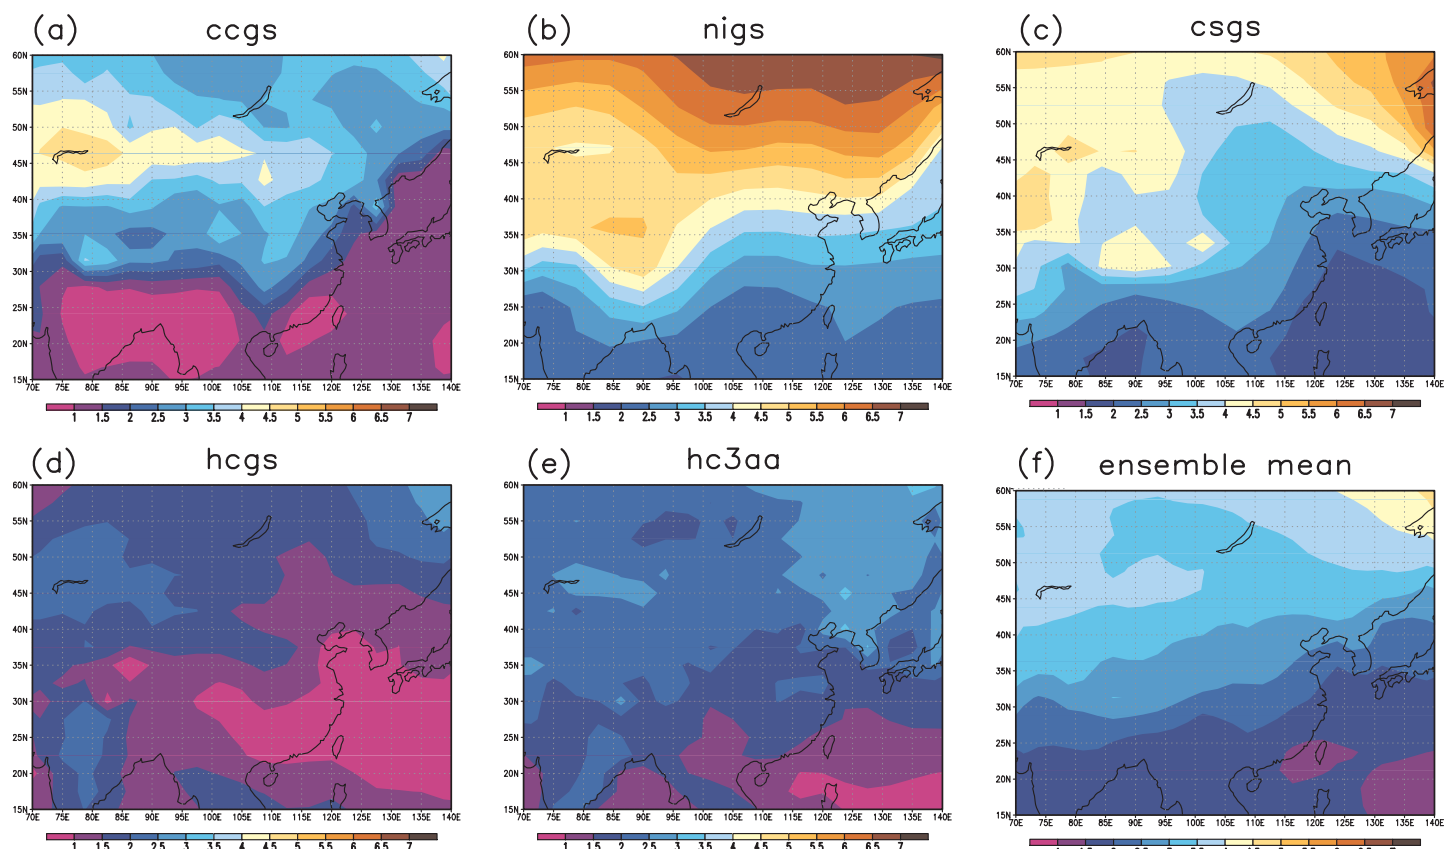 (a) ccgs
60N
55N
50N
45N
40N
35N
30N
25N
20N
15N
70E 75E 80E 85E 90E 95E 100E 105E 110E 115E 120E 125E 130E 135E 140E
1 1.5 2 2.5 3 3.5 4 4.5 5 5.5 6 6.5 7
(b) nigs
60N
55N
50N
45N
40N
35N
30N
25N
20N
15N
70E 75E 80E 85E 90E 95E 100E 105E 110E 115E 120E 125E 130E 135E 140E
1 1.5 2 2.5 3 3.5 4 4.5 5 5.5 6 6.5 7
(c) csgs
60N
55N
50N
45N
40N
35N
30N
25N
20N
15N
70E 75E 80E 85E 90E 95E 100E 105E 110E 115E 120E 125E 130E 135E 140E
1 1.5 2 2.5 3 3.5 4 4.5 5 5.5 6 6.5 7
(d) hcgs
60N
55N
50N
45N
40N
35N
30N
25N
20N
15N
70E 75E 80E 85E 90E 95E 100E 105E 110E 115E 120E 125E 130E 135E 140E
1 1.5 2 2.5 3 3.5 4 4.5 5 5.5 6 6.5 7
(e) hc3aa
60N
55N
50N
45N
40N
35N
30N
25N
20N
15N
70E 75E 80E 85E 90E 95E 100E 105E 110E 115E 120E 125E 130E 135E 140E
1 1.5 2 2.5 3 3.5 4 4.5 5 5.5 6 6.5 7
(f) ensemble mean
60N
55N
50N
45N
40N
35N
30N
25N
20N
15N
70E 75E 80E 85E 90E 95E 100E 105E 110E 115E 120E 125E 130E 135E 140E